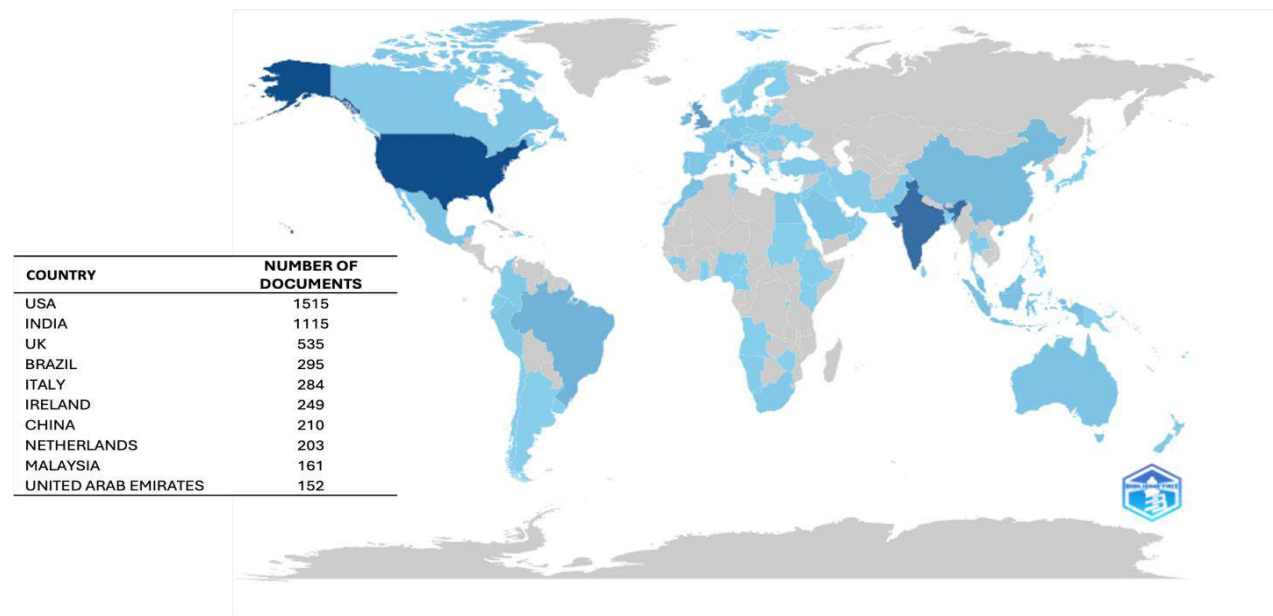 COUNTRY NUMBER OF
DOCUMENTS
USA 1515
INDIA 1115
UK 535
BRAZIL 295
ITALY 284
IRELAND 249
CHINA 210
NETHERLANDS 203
MALAYSIA 161
UNITED ARAB EMIRATES 152
BIBLIOMETRIX